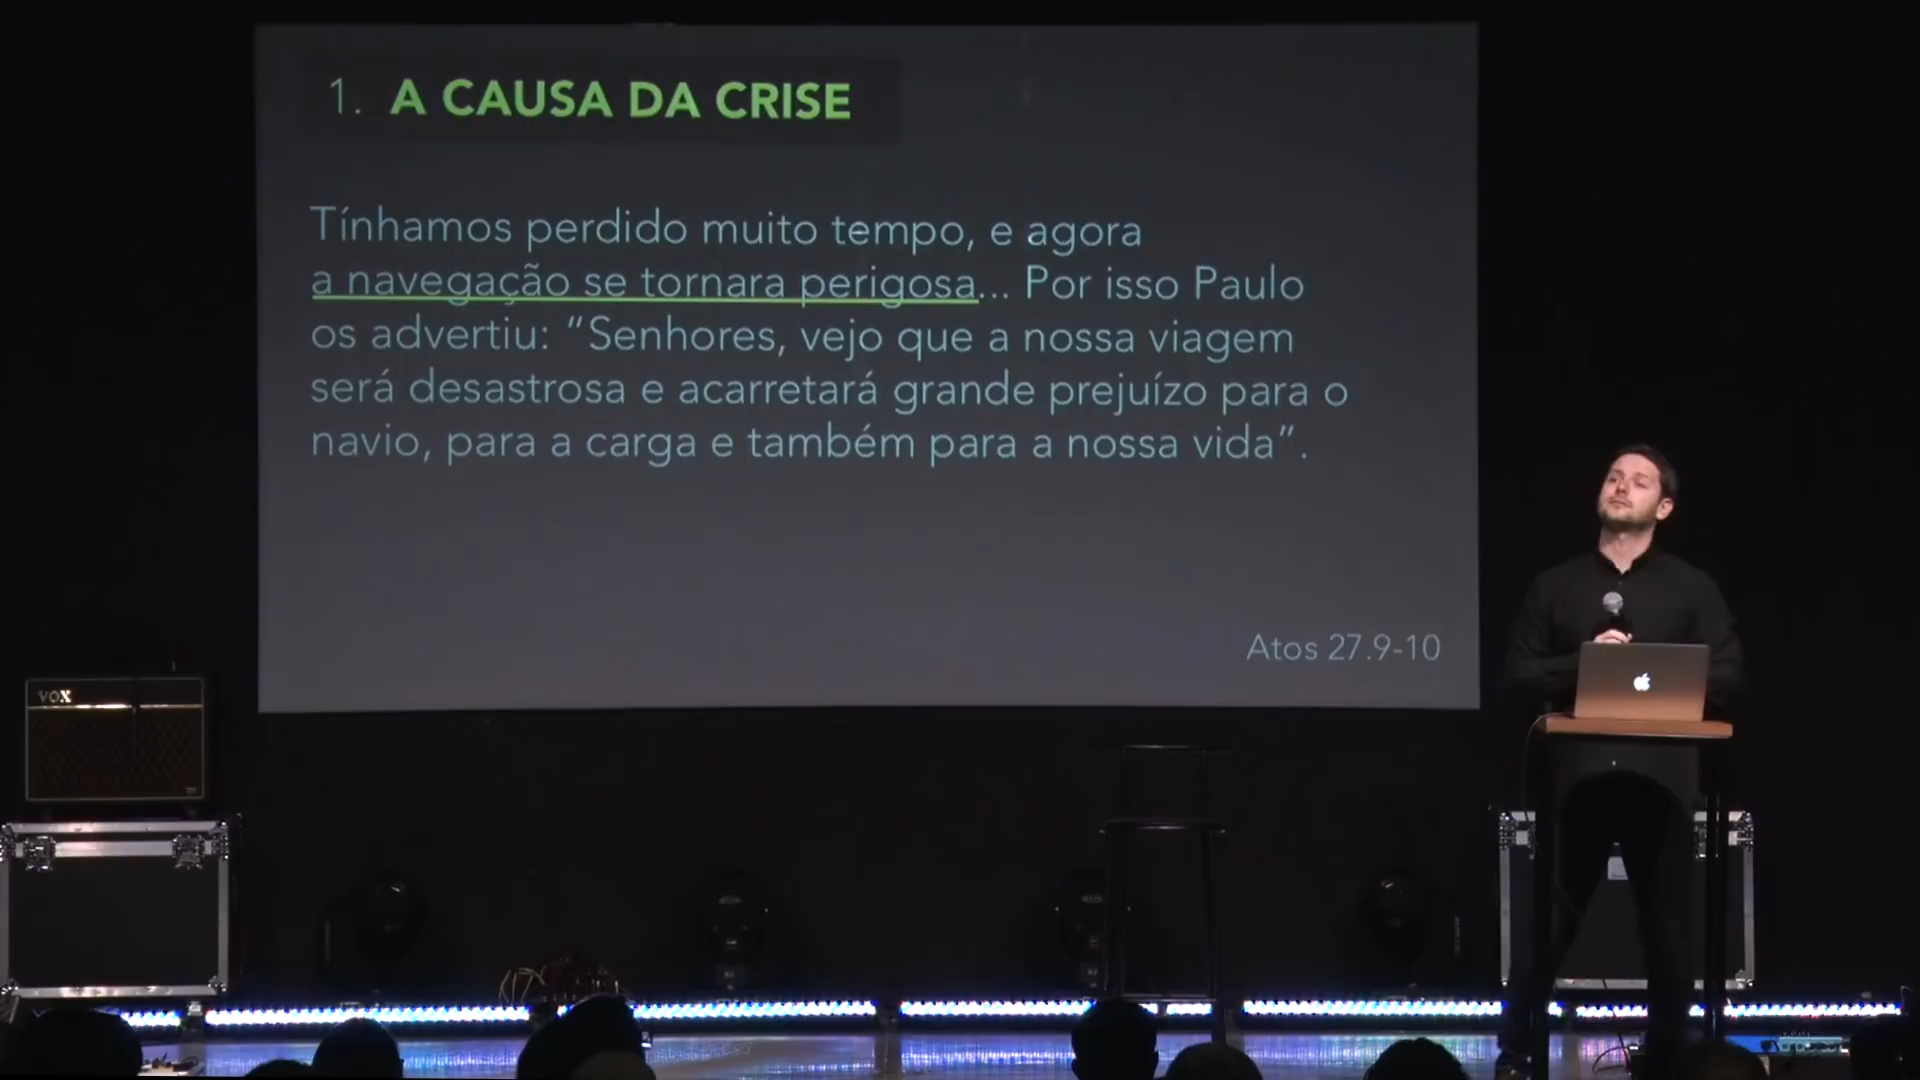 1. A CAUSA DA CRISE
Tínhamos perdido muito tempo, e agora
a navegação se tornara perigosa... Por isso Paulo
os advertiu: “Senhores, vejo que a nossa viagem
será desastrosa e acarretará grande prejuízo para o
navio, para a carga e também para a nossa vida”.
Atos 27.9-10
VOX